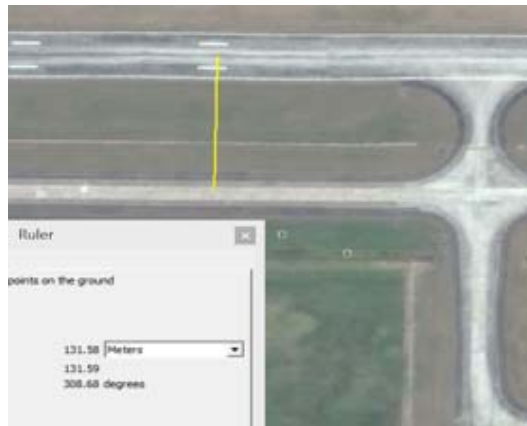 Ruler
points on the ground
131.58 Meters
131.59
308.68 degrees